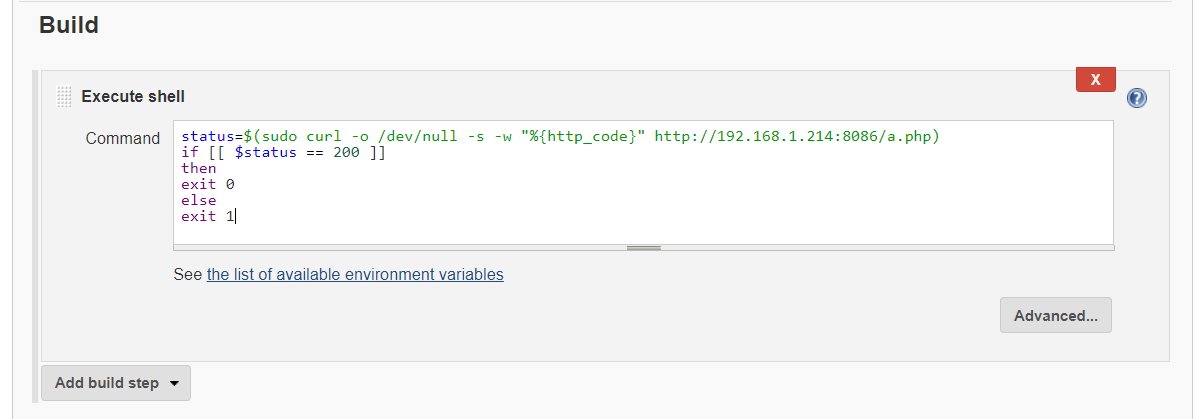 Build
X
Execute shell
?
Command
status=$(sudo curl -o /dev/null -s -w "%{http_code}" http://192.168.1.214:8086/a.php)
if [[ $status == 200 ]]
then
exit 0
else
exit 1
See the list of available environment variables
Advanced...
Add build step